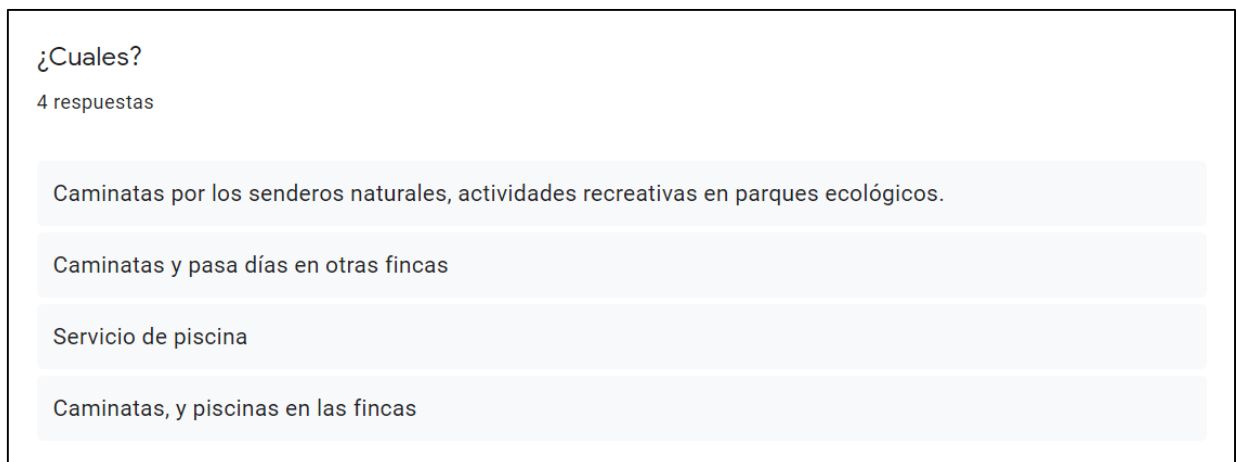 ¿Cuales?
4 respuestas
Caminatas por los senderos naturales, actividades recreativas en parques ecológicos.
Caminatas y pasa días en otras fincas
Servicio de piscina
Caminatas, y piscinas en las fincas